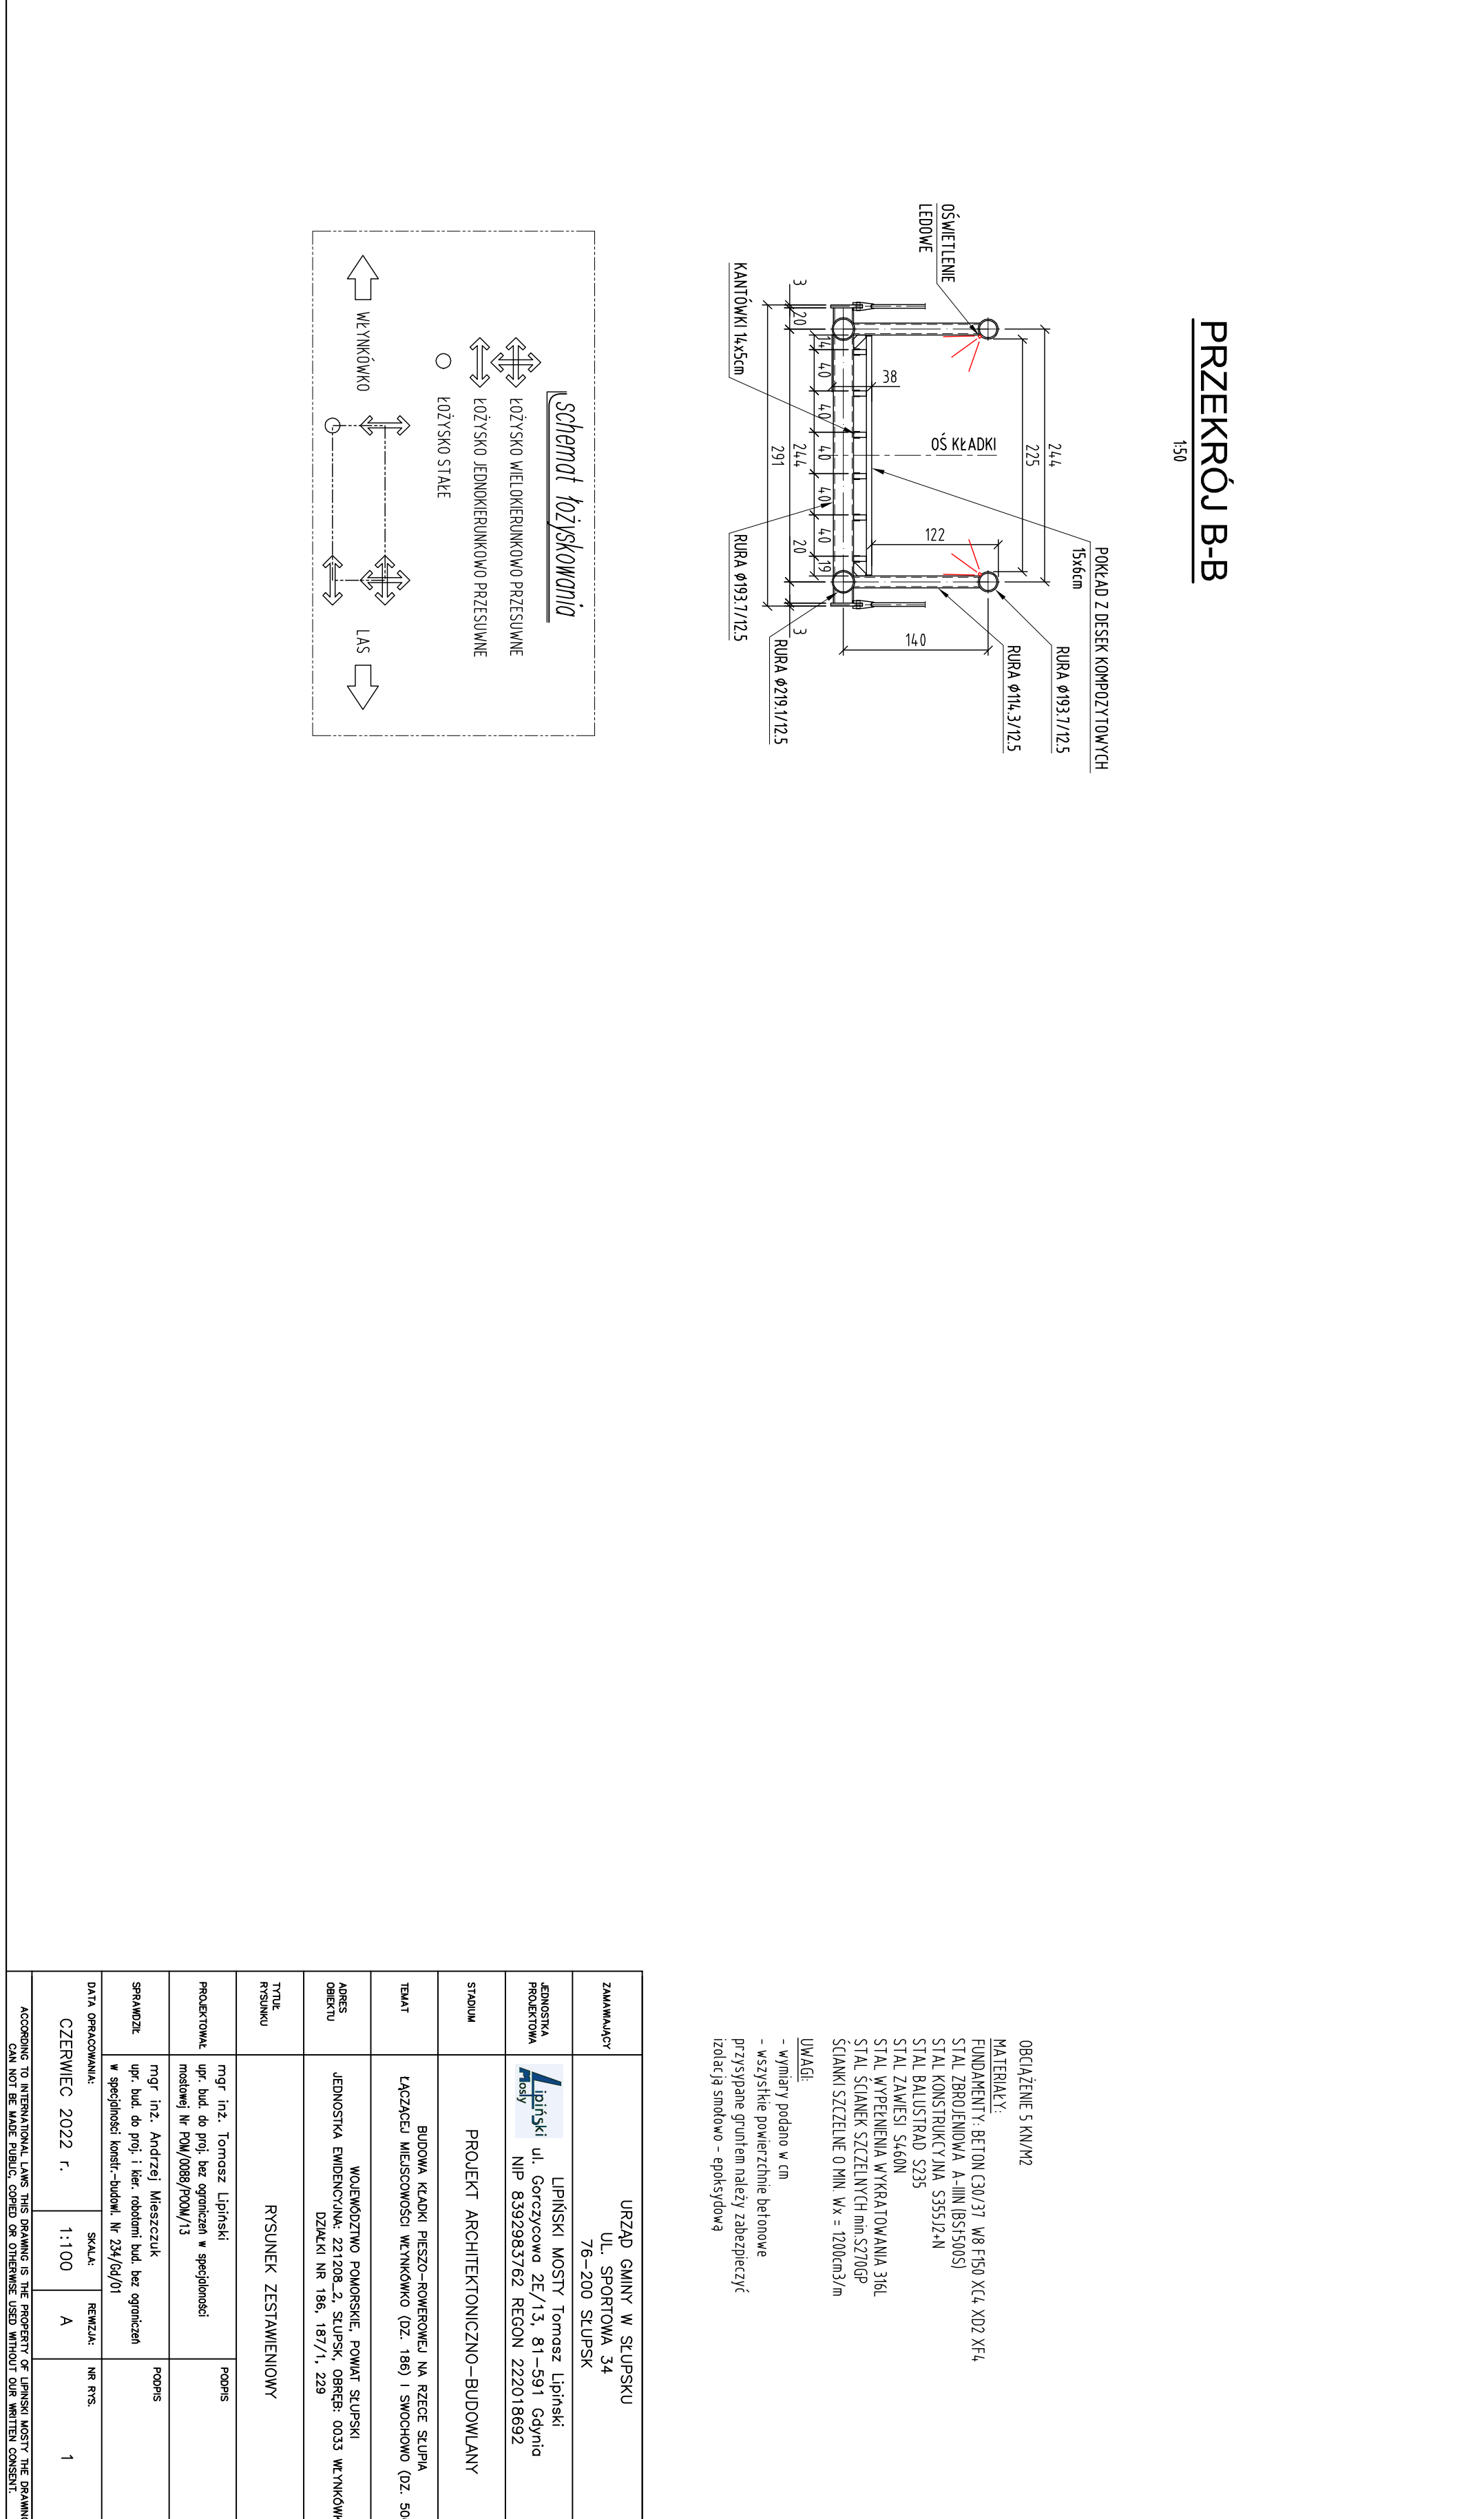 PRZEKRÓJ B-B
1:50
244
225
OŚWIETLENIE
LEDOWE
POKŁAD Z DESEK KOMPOZYTOWYCH
15x6cm
RURA ϕ193.7/12.5
RURA ϕ114.3/12.5
OŚ KŁADKI
122
140
38
14 40 40 40 40 40 19
3 20 244 20 3
291
KANTÓWKI 14x5cm
RURA ϕ193.7/12.5
RURA ϕ219.1/12.5
Schemat łożyskowania
ŁOŻYSKO WIELOKIERUNKOWO PRZESUWNE
ŁOŻYSKO JEDNOKIERUNKOWO PRZESUWNE
ŁOŻYSKO STAŁE
WŁYNKÓWKO
LAS
OBCIĄŻENIE 5 KN/M2
MATERIAŁY:
FUNDAMENTY: BETON C30/37 W8 F150 XC4 XD2 XF4
STAL ZBROJENIOWA A-IIIN (BSt500S)
STAL KONSTRUKCYJNA S355J2+N
STAL BALUSTRAD S235
STAL ZAWIESI S460N
STAL WYPEŁNIENIA WYKRATOWANIA 316L
STAL ŚCIANEK SZCZELNYCH min.S270GP
ŚCIANKI SZCZELNE O MIN. Wx = 1200cm3/m
UWAGI:
- wymiary podano w cm
- wszystkie powierzchnie betonowe
przysypane gruntem należy zabezpieczyć
izolacją smołowo - epoksydową
ZAMAWIAJĄCY
URZĄD GMINY W SŁUPSKU
UL. SPORTOWA 34
76-200 SŁUPSK
JEDNOSTKA
PROJEKTOWA
Lipiński
Mosty
LIPIŃSKI MOSTY Tomasz Lipiński
ul. Gorczycowa 2E/13, 81-591 Gdynia
NIP 8392983762 REGON 222018692
STADIUM
PROJEKT ARCHITEKTONICZNO-BUDOWLANY
TEMAT
BUDOWA KŁADKI PIESZO-ROWEROWEJ NA RZECE SŁUPIA
ŁĄCZĄCEJ MIEJSCOWOŚCI WŁYNKÓWKO (DZ. 186) I SWOCHOWO (DZ.
ADRES
OBIEKTU
WOJEWÓDZTWO POMORSKIE, POWIAT SŁUPSKI
JEDNOSTKA EWIDENCYJNA: 221208_2, SŁUPSK, OBRĘB: 0033
DZIAŁKI NR 186, 187/1, 229
TYTUŁ
RYSUNKU
RYSUNEK ZESTAWIENIOWY
PROJEKTOWAŁ
mgr inż. Tomasz Lipiński
upr. bud. do proj. bez ograniczeń w specjalności
mostowej Nr POM/0088/POOM/13
PODPIS
SPRAWDZIŁ
mgr inż. Andrzej Mieszczuk
upr. bud. do proj. i kier. robotami bud. bez ograniczeń
w specjalności konstr.-budowl. Nr 234/Gd/01
PODPIS
DATA OPRACOWANIA:
CZERWIEC 2022 r.
SKALA:
1:100
REWIZJA:
A
NR RYS.
1
ACCORDING TO INTERNATIONAL LAWS THIS DRAWING IS THE PROPERTY OF LIPINSKI MOSTY THE DRAWING
CAN NOT BE MADE PUBLIC, COPIED OR OTHERWISE USED WITHOUT OUR WRITTEN CONSENT.